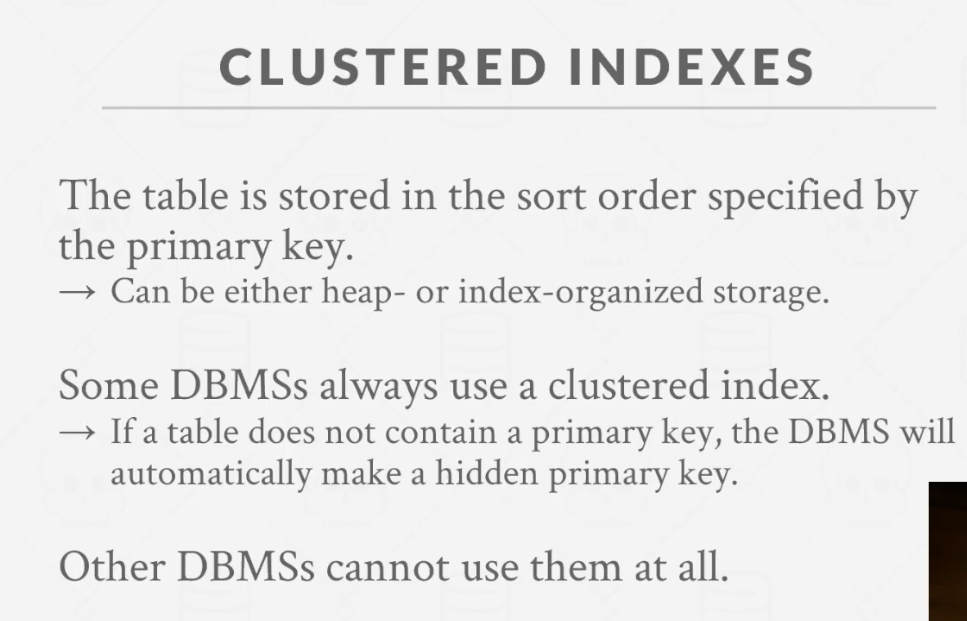 CLUSTERED INDEXES
The table is stored in the sort order specified by
the primary key.
→ Can be either heap- or index-organized storage.
Some DBMSs always use a clustered index.
→ If a table does not contain a primary key, the DBMS will
automatically make a hidden primary key.
Other DBMSs cannot use them at all.